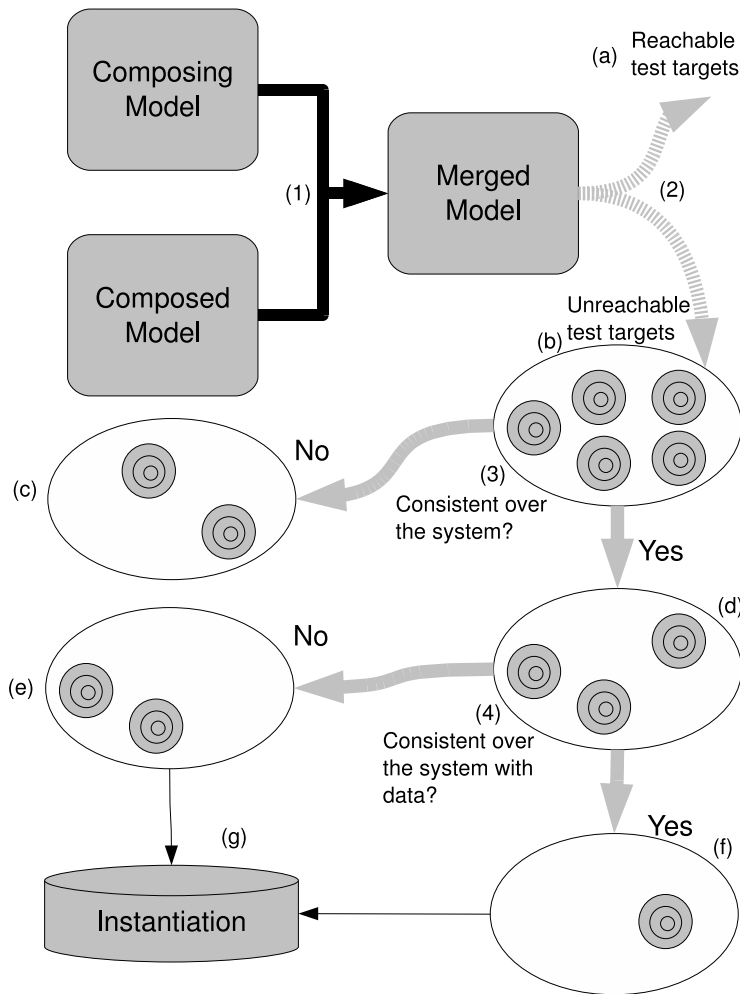 Composing
Model
(a)
Reachable
test targets
(1)
Merged
Model
(2)
Composed
Model
Unreachable
test targets
(b)
No
(c)
(3)
Consistent over
the system?
Yes
(d)
No
(e)
(4)
Consistent over
the system with
data?
Yes
(f)
(g)
Instantiation